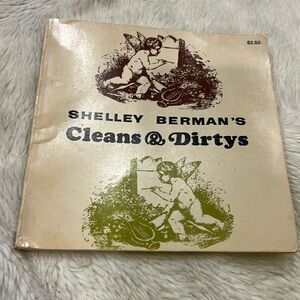 $2.50
SHELLEY BERMAN'S
Cleans & Dirtys